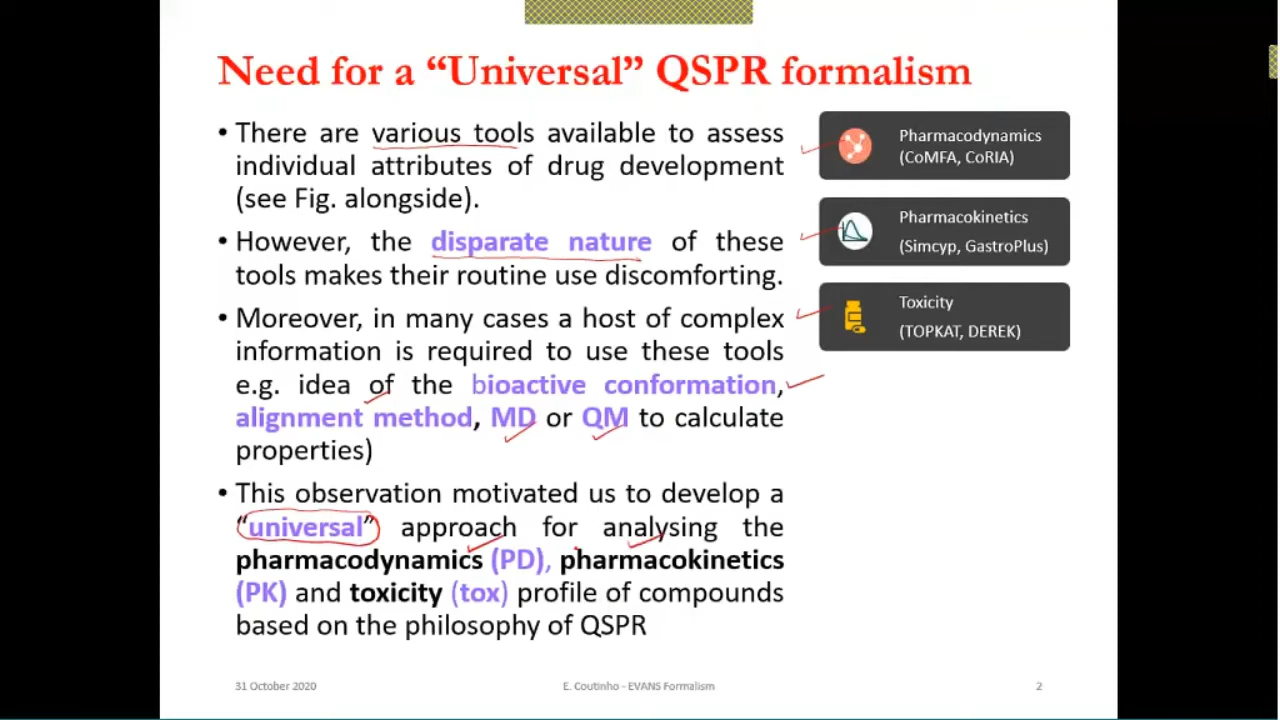 Need for a “Universal” QSPR formalism
• There are various tools available to assess
individual attributes of drug development
(see Fig. alongside).
• However, the disparate nature of these
tools makes their routine use discomforting.
• Moreover, in many cases a host of complex
information is required to use these tools
e.g. idea of the bioactive conformation,
alignment method, MD or QM to calculate
properties)
• This observation motivated us to develop a
“universal” approach for analysing the
pharmacodynamics (PD), pharmacokinetics
(PK) and toxicity (tox) profile of compounds
based on the philosophy of QSPR
Pharmacodynamics
(CoMFA, CoRIA)
Pharmacokinetics
(Simcyp, GastroPlus)
Toxicity
(TOPKAT, DEREK)
31 October 2020
E. Coutinho - EVANS Formalism
2